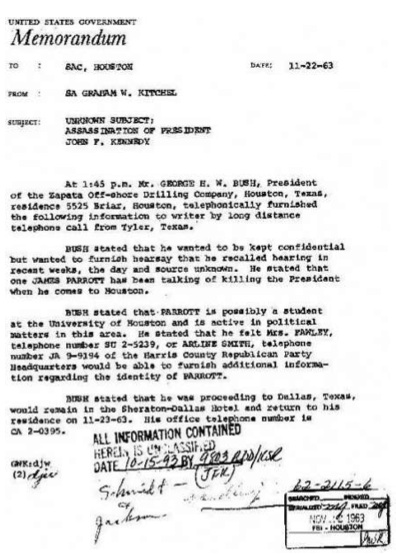 UNITED STATES GOVERNMENT
Memorandum
TO : SAC, HOUSTON DATE: 11-22-63
FROM : SA GRAHAM W. KITCHEL
SUBJECT: UNKNOWN SUBJECT;
ASSASSINATION OF PRESIDENT
JOHN F. KENNEDY
At 1:45 p.m. Mr. GEORGE H. W. BUSH, President
of the Zapata Off-shore Drilling Company, Houston, Texas,
residence 5525 Briar, Houston, telephonically furnished
the following information to writer by long distance
telephone call from Tyler, Texas.
BUSH stated that he wanted to be kept confidential
but wanted to furnish hearsay that he recalled hearing in
recent weeks, the day and source unknown. He stated that
one JAMES PARROTT has been talking of killing the President
when he comes to Houston.
BUSH stated that PARROTT is possibly a student
at the University of Houston and is active in political
matters in this area. He stated that he felt Mrs. FAWLEY,
telephone number SU 2-5239, or ARLINE SMITH, telephone
number JA 9-9194 of the Harris County Republican Party
Headquarters would be able to furnish additional informa-
tion regarding the identity of PARROTT.
BUSH stated that he was proceeding to Dallas, Texas,
would remain in the Sheraton-Dallas Hotel and return to his
residence on 11-23-63. His office telephone number is
CA 2-0395.
ALL INFORMATION CONTAINED
HEREIN IS UNCLASSIFIED
DATE 10-15-93 BY 9803
(JFK)
GWK:djw
(2) djw
62-2115-6
SEARCHED INDEXED
SERIALIZED FILED
NOV 1963
FBI - HOUSTON